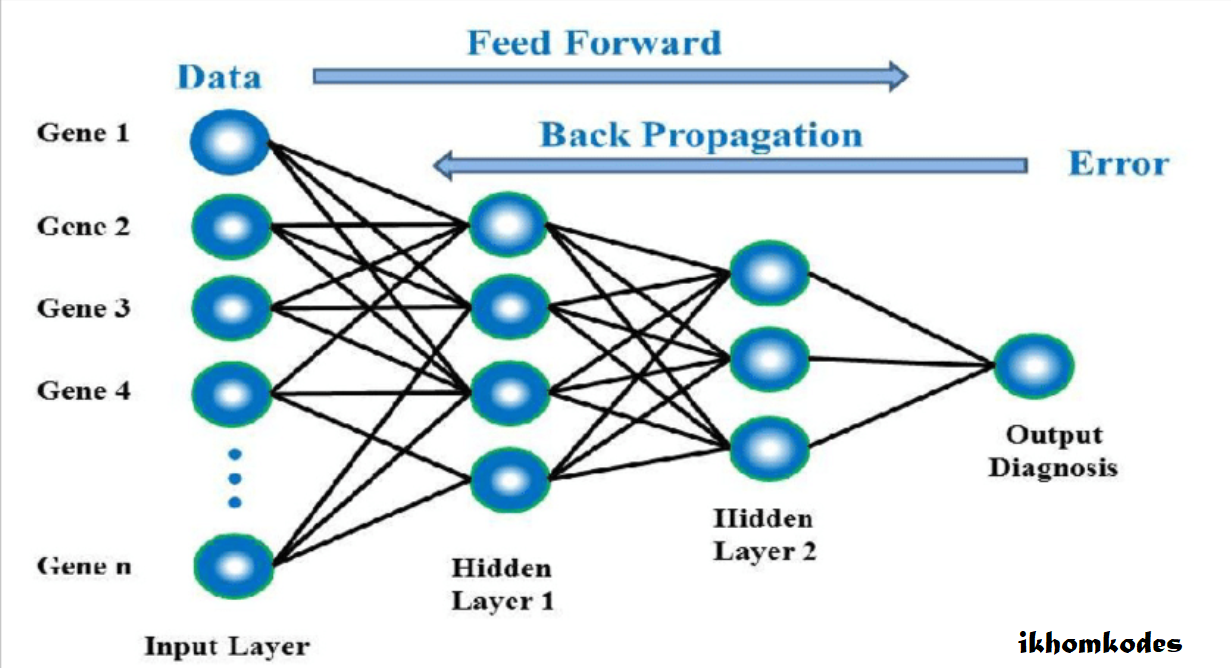 Feed Forward
Data
Back Propagation
Error
Gene 1
Gene 2
Gene 3
Gene 4
Gene n
Output
Diagnosis
Hidden
Layer 2
Hidden
Layer 1
Input Layer
ikhomkodes